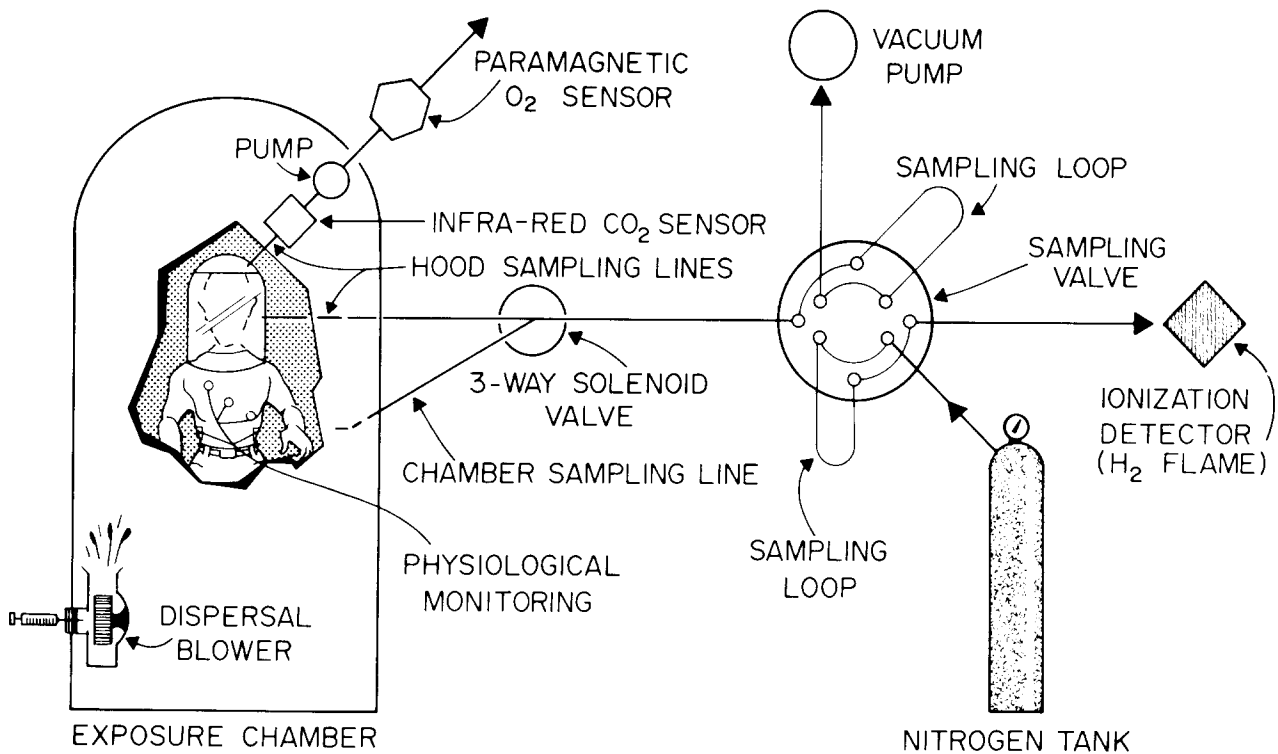 PARAMAGNETIC
O₂ SENSOR
PUMP
INFRA-RED CO₂ SENSOR
HOOD SAMPLING LINES
3-WAY SOLENOID
VALVE
CHAMBER SAMPLING LINE
PHYSIOLOGICAL
MONITORING
DISPERSAL
BLOWER
EXPOSURE CHAMBER
VACUUM
PUMP
SAMPLING LOOP
SAMPLING
VALVE
IONIZATION
DETECTOR
(H₂ FLAME)
SAMPLING
LOOP
NITROGEN TANK